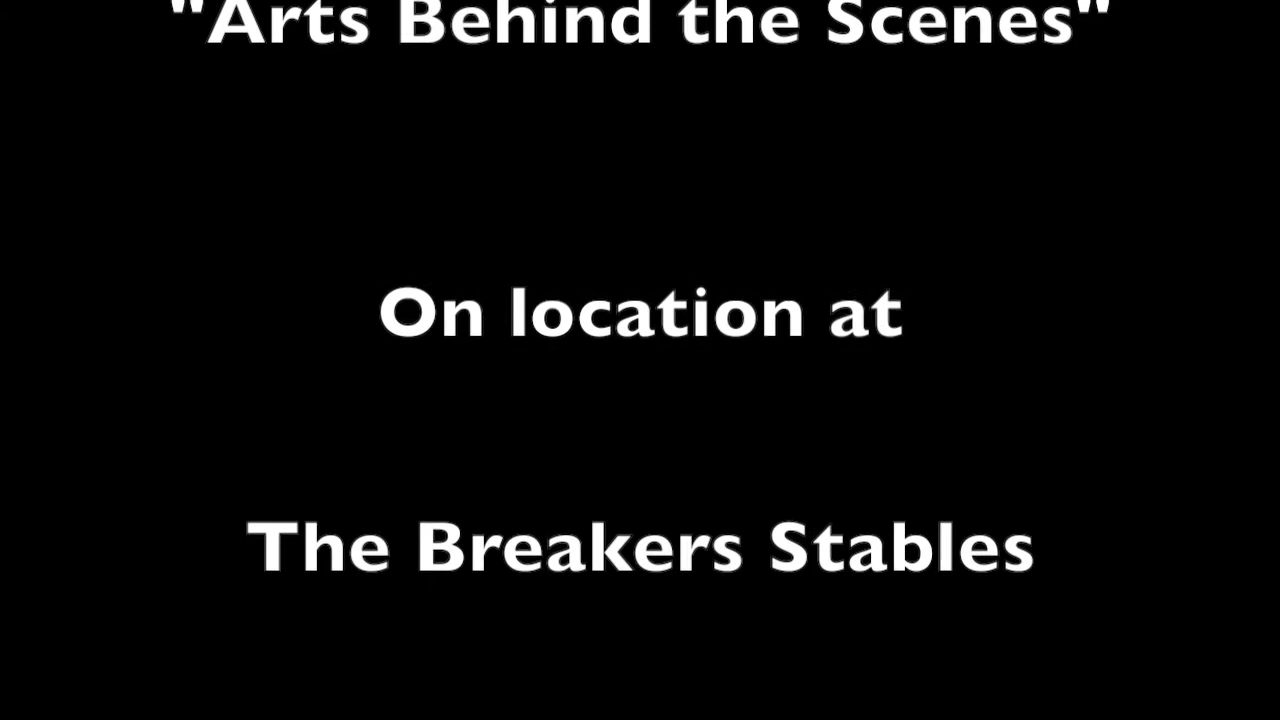 "Arts Behind the Scenes"
On location at
The Breakers Stables